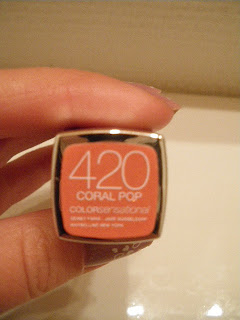 420
CORAL POP
COLORsensational
MAYBELLINE NEW YORK